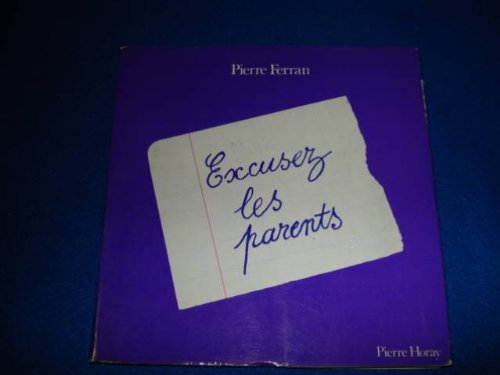 Pierre Ferran
Excusez
les
parents
Pierre Horay